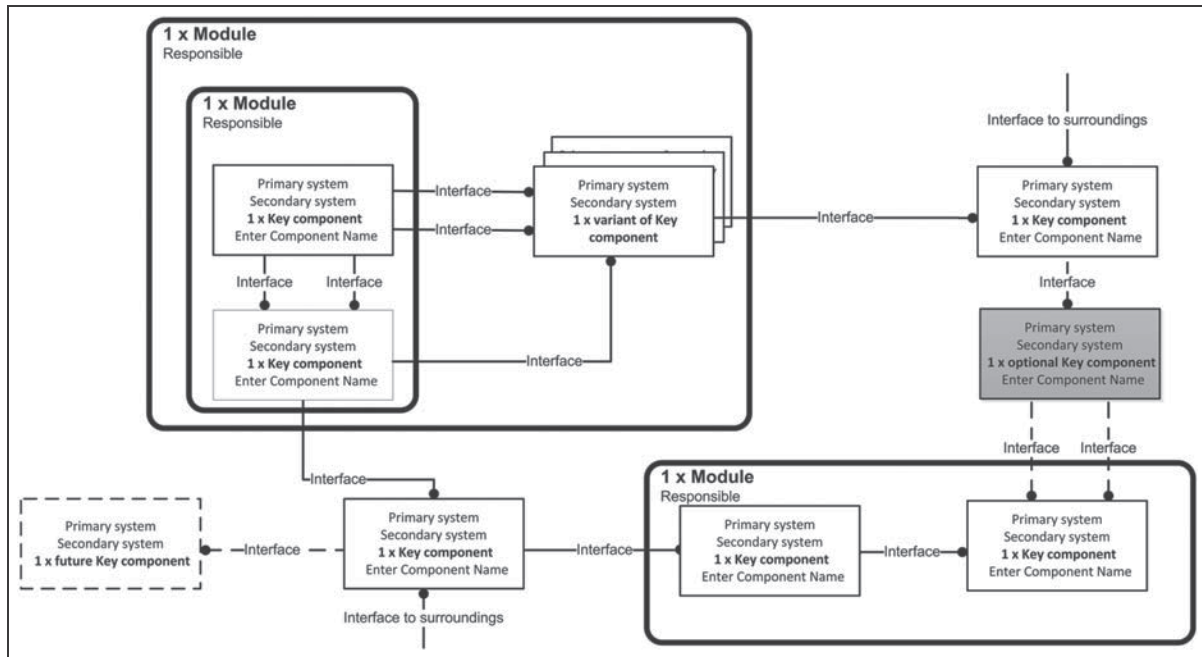 1 x Module
Responsible
1 x Module
Responsible
Primary system
Secondary system
1 x Key component
Enter Component Name
Interface
Interface
Primary system
Secondary system
1 x variant of Key
component
Interface
Interface to surroundings
Primary system
Secondary system
1 x Key component
Enter Component Name
Interface
Interface
Interface
Primary system
Secondary system
1 x Key component
Enter Component Name
Interface
Primary system
Secondary system
1 x optional Key component
Enter Component Name
Interface
Interface
Interface
1 x Module
Responsible
Primary system
Secondary system
1 x future Key component
Interface
Primary system
Secondary system
1 x Key component
Enter Component Name
Interface
Primary system
Secondary system
1 x Key component
Enter Component Name
Interface
Primary system
Secondary system
1 x Key component
Enter Component Name
Interface to surroundings